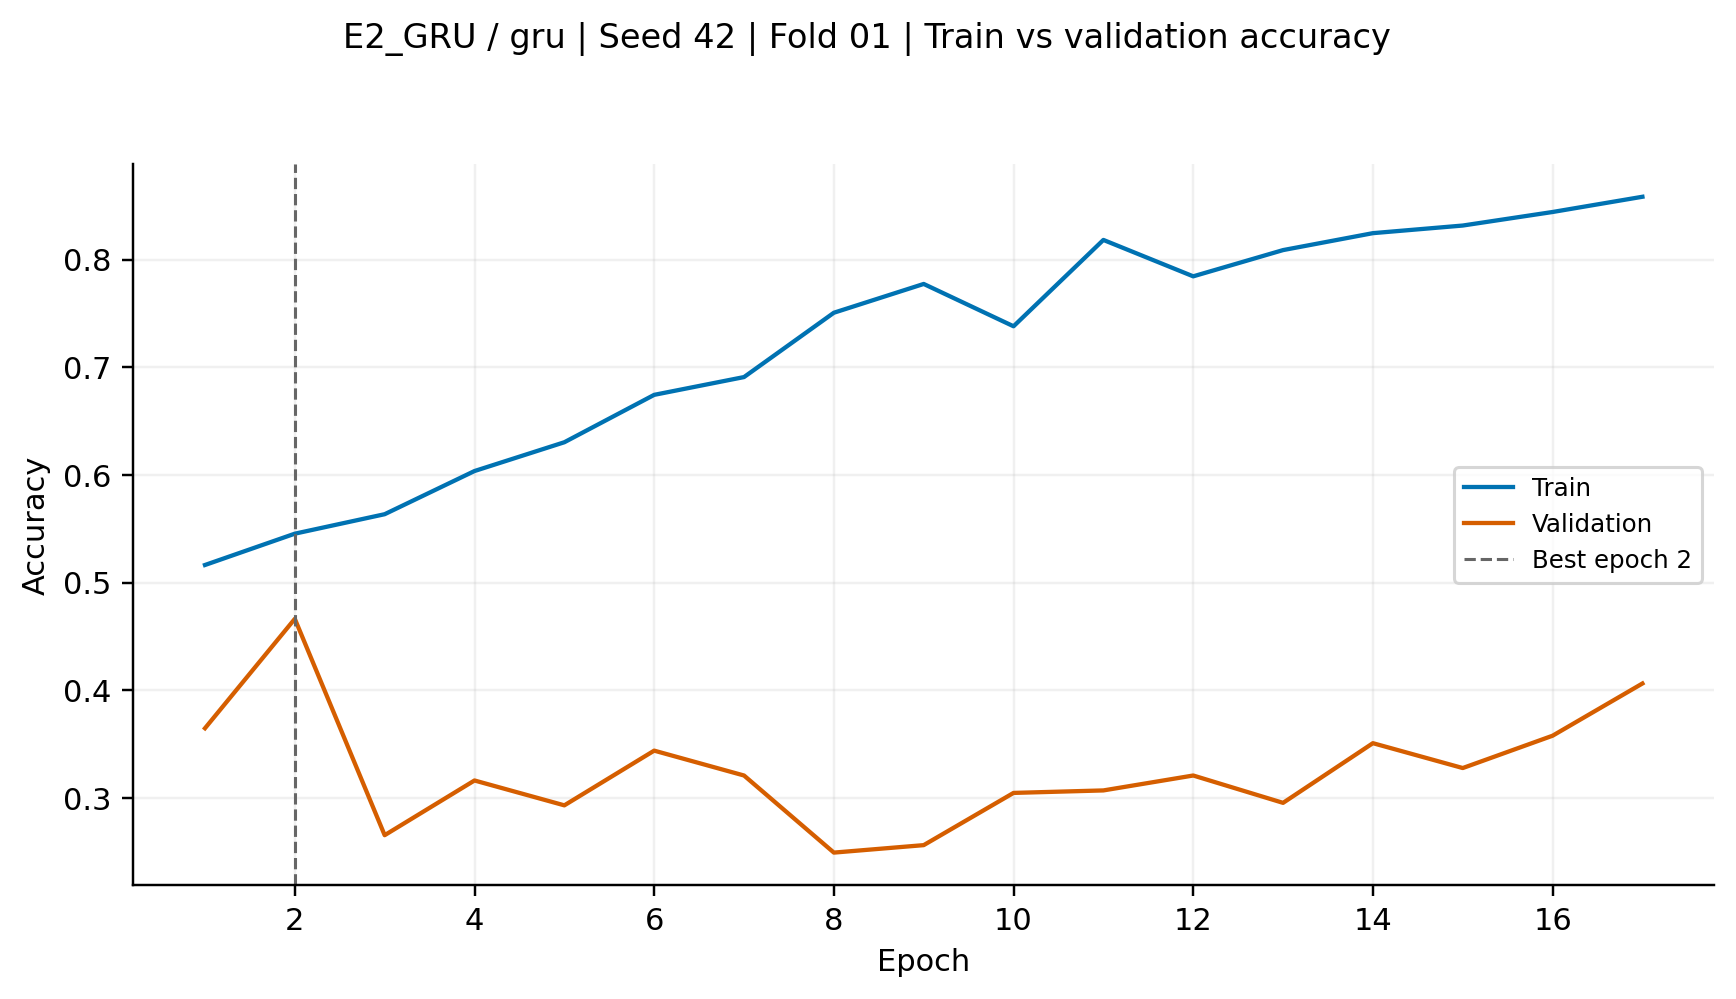 E2_GRU / gru | Seed 42 | Fold 01 | Train vs validation accuracy
Accuracy
0.8
0.7
0.6
0.5
0.4
0.3
Train
Validation
Best epoch 2
2 4 6 8 10 12 14 16
Epoch